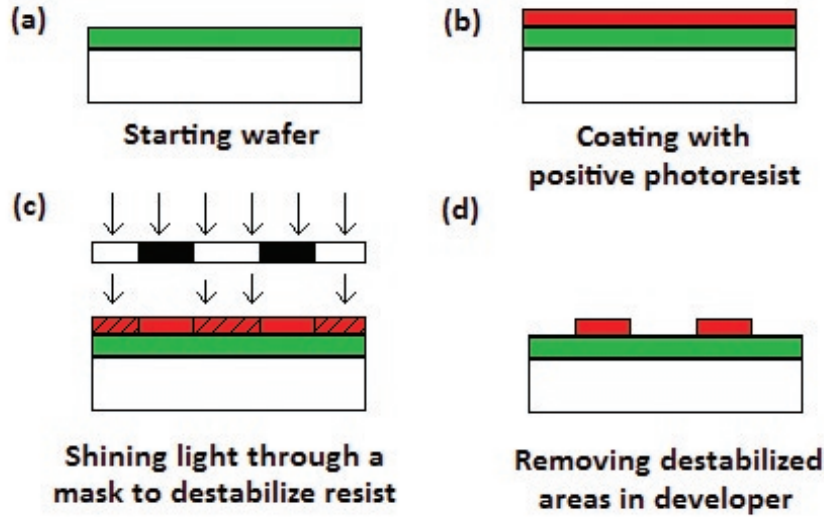 (a)
Starting wafer
(b)
Coating with
positive photoresist
(c)
Shining light through a
mask to destabilize resist
(d)
Removing destabilized
areas in developer